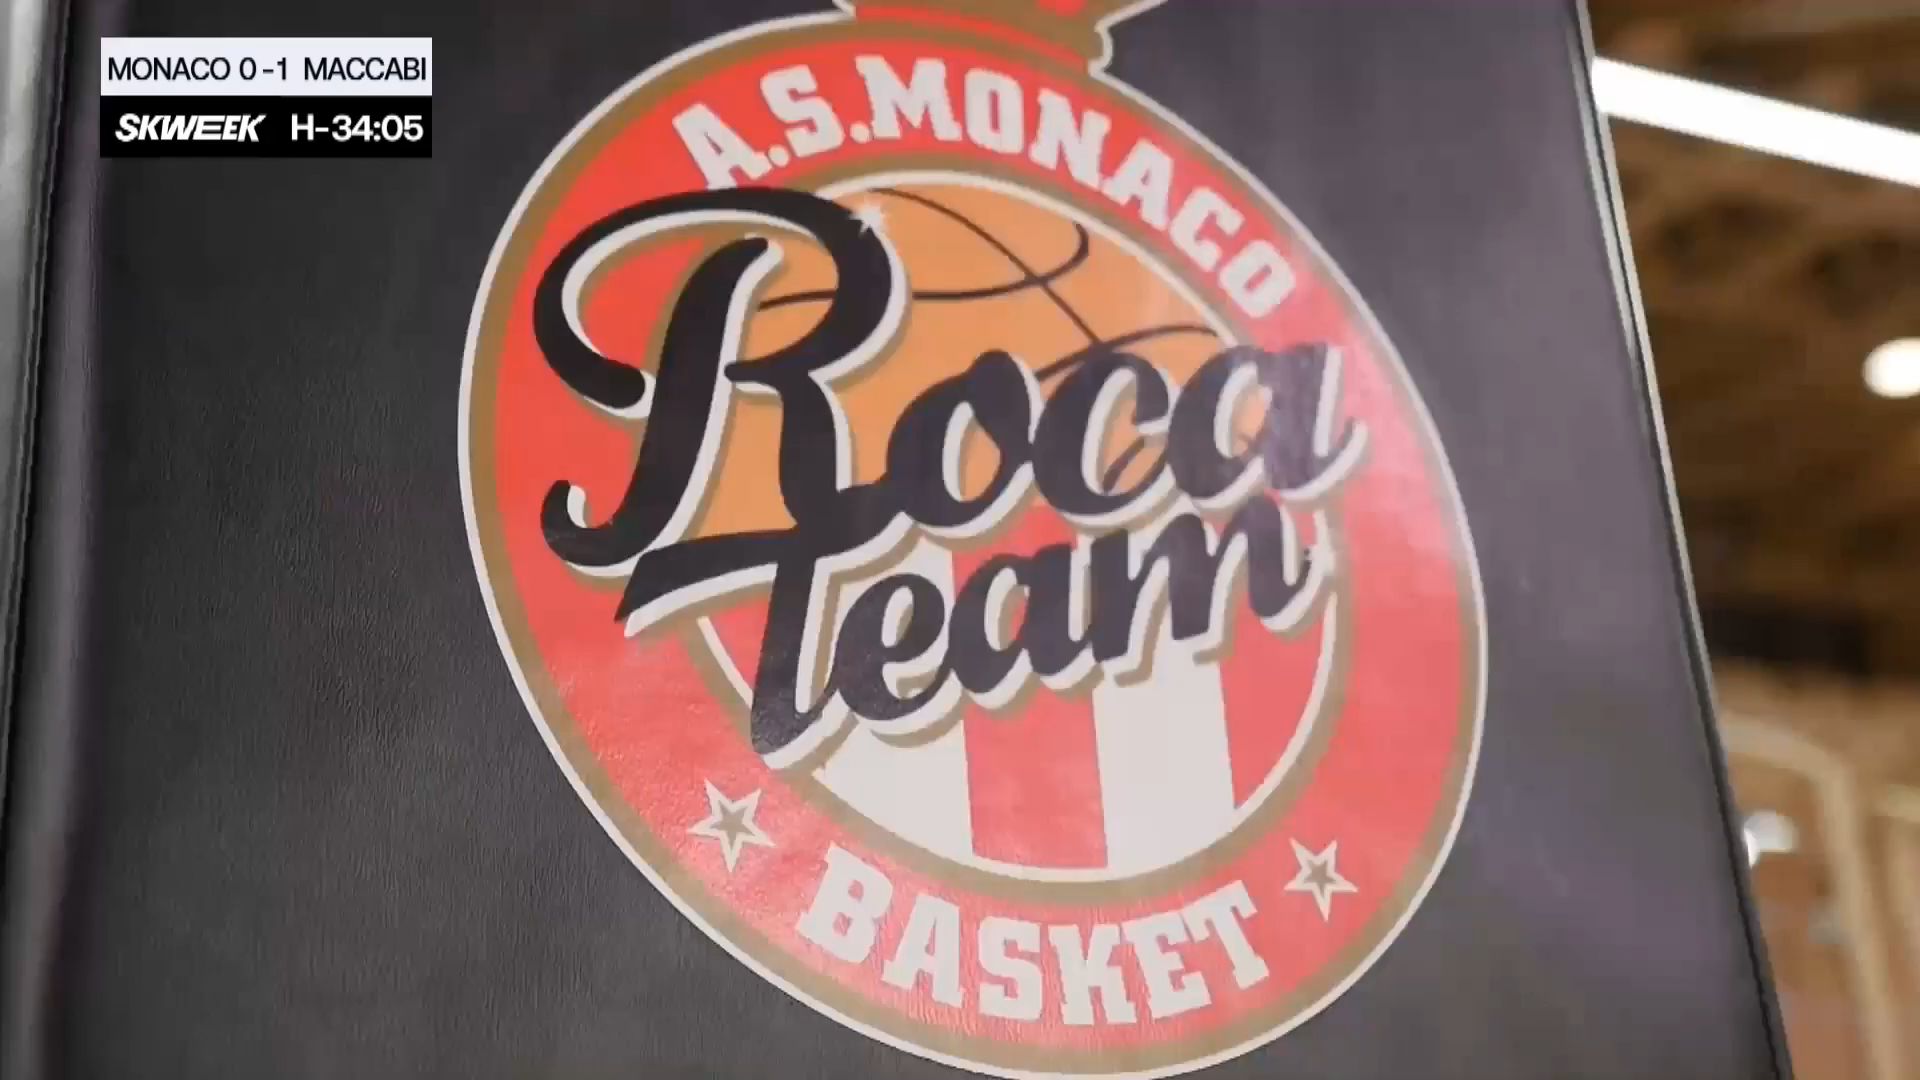 MONACO 0-1 MACCABI
SKWEEK H-34:05
A.S.MONACO
Roca
Team
BASKET